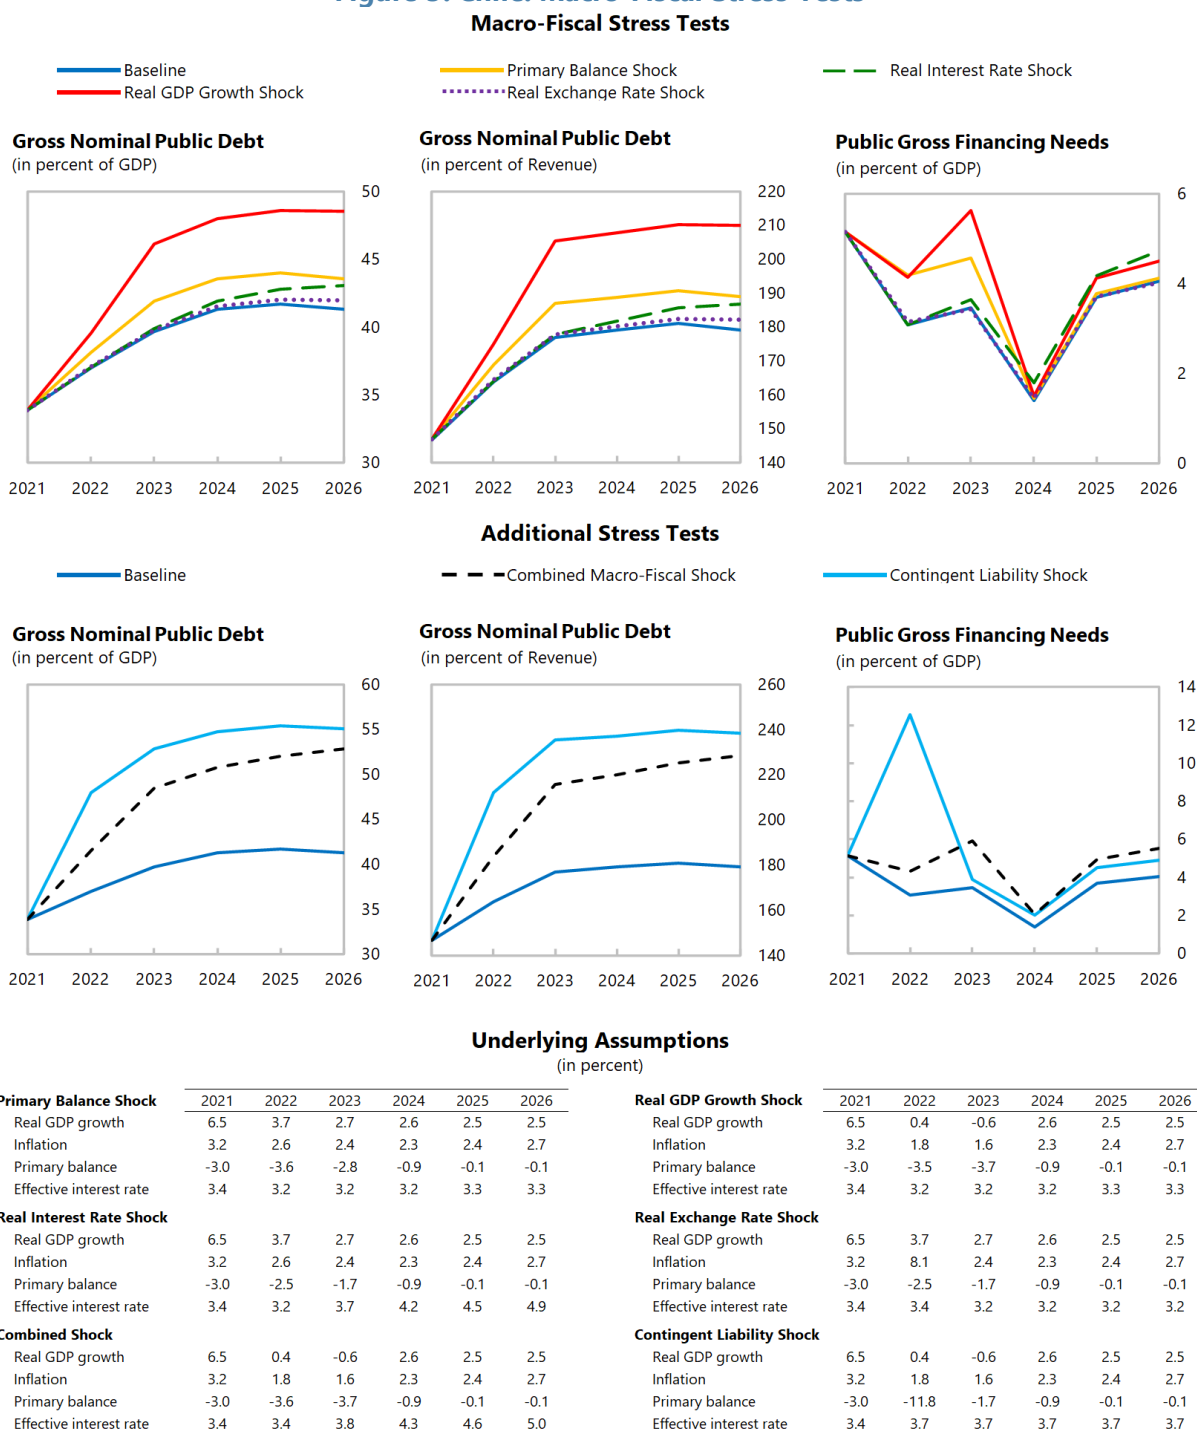 Macro-Fiscal Stress Tests
Baseline
Primary Balance Shock
Real Interest Rate Shock
Real GDP Growth Shock
Real Exchange Rate Shock
Gross Nominal Public Debt
(in percent of GDP)
50
45
40
35
30
2021 2022 2023 2024 2025 2026
Gross Nominal Public Debt
(in percent of Revenue)
220
210
200
190
180
170
160
150
140
2021 2022 2023 2024 2025 2026
Public Gross Financing Needs
(in percent of GDP)
6
4
2
0
2021 2022 2023 2024 2025 2026
Additional Stress Tests
Baseline
Combined Macro-Fiscal Shock
Contingent Liability Shock
Gross Nominal Public Debt
(in percent of GDP)
60
55
50
45
40
35
30
2021 2022 2023 2024 2025 2026
Gross Nominal Public Debt
(in percent of Revenue)
260
240
220
200
180
160
140
2021 2022 2023 2024 2025 2026
Public Gross Financing Needs
(in percent of GDP)
14
12
10
8
6
4
2
0
2021 2022 2023 2024 2025 2026
Underlying Assumptions
(in percent)
Primary Balance Shock 2021 2022 2023 2024 2025 2026
Real GDP growth 6.5 3.7 2.7 2.6 2.5 2.5
Inflation 3.2 2.6 2.4 2.3 2.4 2.7
Primary balance -3.0 -3.6 -2.8 -0.9 -0.1 -0.1
Effective interest rate 3.4 3.2 3.2 3.2 3.3 3.3
Real Interest Rate Shock
Real GDP growth 6.5 3.7 2.7 2.6 2.5 2.5
Inflation 3.2 2.6 2.4 2.3 2.4 2.7
Primary balance -3.0 -2.5 -1.7 -0.9 -0.1 -0.1
Effective interest rate 3.4 3.2 3.7 4.2 4.5 4.9
Combined Shock
Real GDP growth 6.5 0.4 -0.6 2.6 2.5 2.5
Inflation 3.2 1.8 1.6 2.3 2.4 2.7
Primary balance -3.0 -3.6 -3.7 -0.9 -0.1 -0.1
Effective interest rate 3.4 3.4 3.8 4.3 4.6 5.0
Real GDP Growth Shock 2021 2022 2023 2024 2025 2026
Real GDP growth 6.5 0.4 -0.6 2.6 2.5 2.5
Inflation 3.2 1.8 1.6 2.3 2.4 2.7
Primary balance -3.0 -3.5 -3.7 -0.9 -0.1 -0.1
Effective interest rate 3.4 3.2 3.2 3.2 3.3 3.3
Real Exchange Rate Shock
Real GDP growth 6.5 3.7 2.7 2.6 2.5 2.5
Inflation 3.2 8.1 2.4 2.3 2.4 2.7
Primary balance -3.0 -2.5 -1.7 -0.9 -0.1 -0.1
Effective interest rate 3.4 3.4 3.2 3.2 3.2 3.2
Contingent Liability Shock
Real GDP growth 6.5 0.4 -0.6 2.6 2.5 2.5
Inflation 3.2 1.8 1.6 2.3 2.4 2.7
Primary balance -3.0 -11.8 -1.7 -0.9 -0.1 -0.1
Effective interest rate 3.4 3.7 3.7 3.7 3.7 3.7